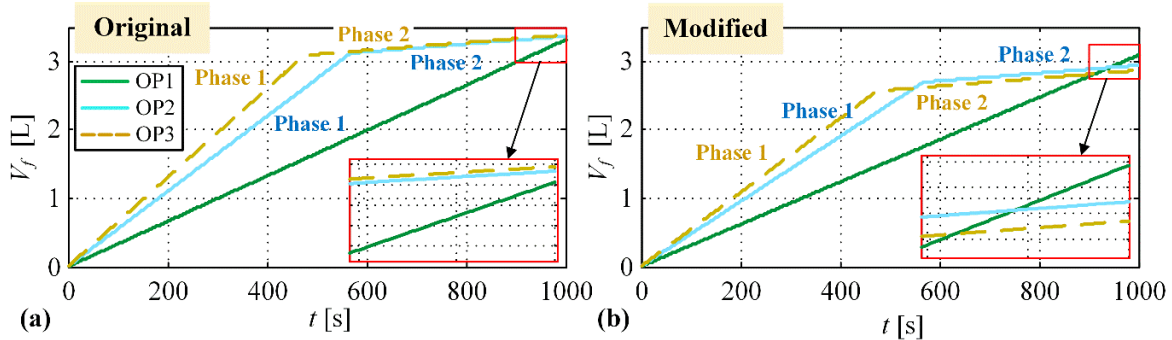 Original
3
2
1
0
V_f [L]
OP1
OP2
OP3
Phase 1
Phase 2
Phase 2
Phase 1
0 200 400 600 800 1000
t [s]
(a)
Modified
3
2
1
0
V_f [L]
Phase 2
Phase 1
Phase 2
Phase 1
0 200 400 600 800 1000
t [s]
(b)